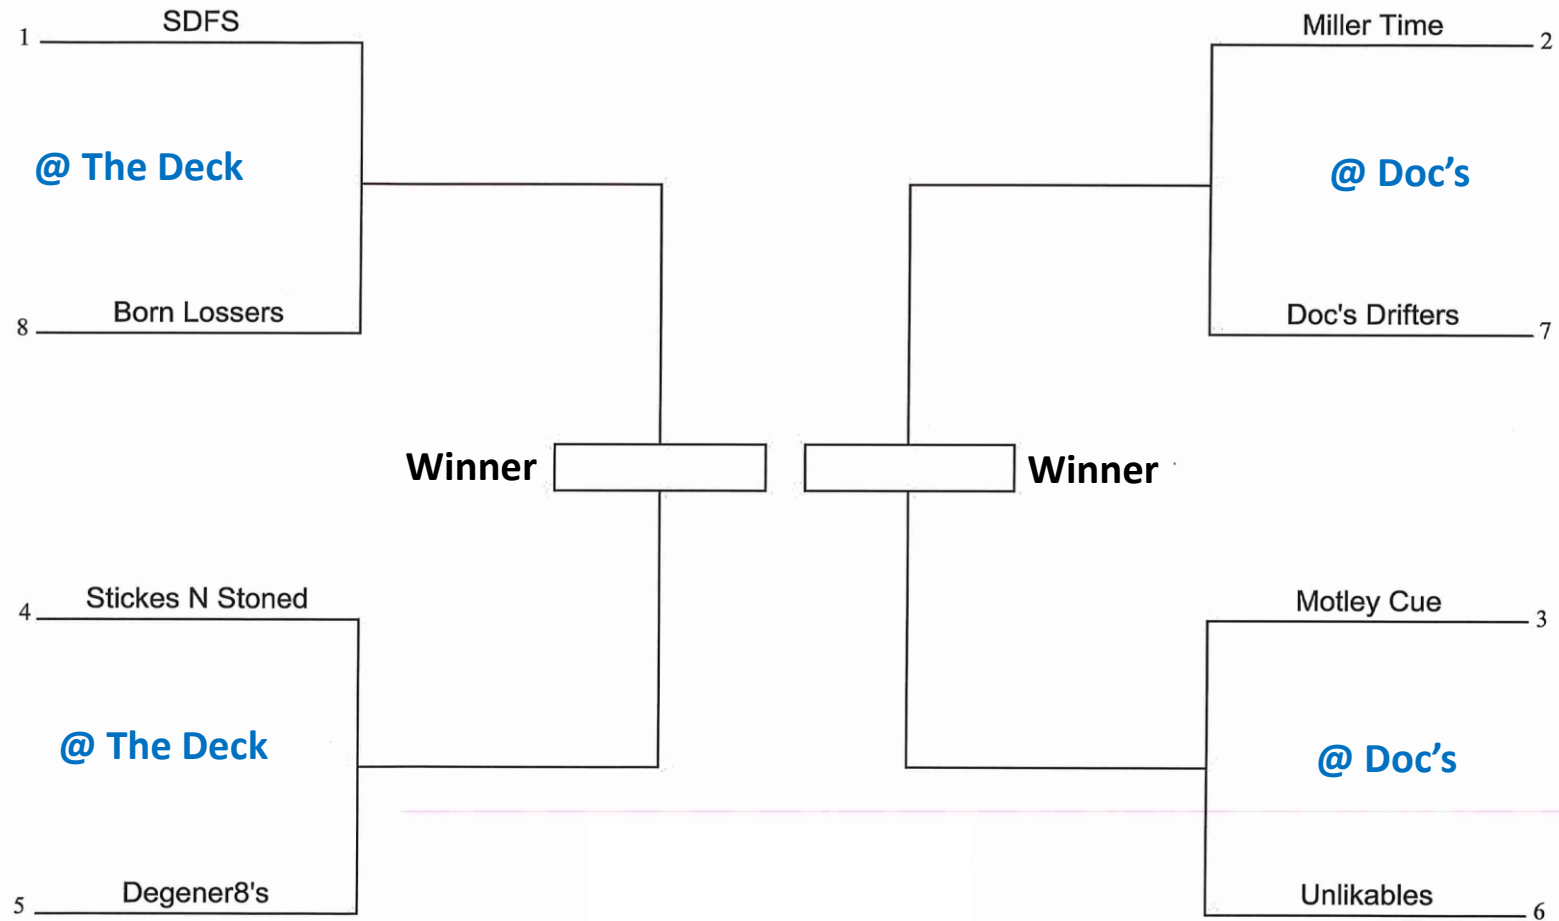 SDFS
1
@ The Deck
Born Lossers
8
Miller Time
2
@ Doc's
Doc's Drifters
7
Winner
Winner
Stickes N Stoned
4
@ The Deck
Degener8's
5
Motley Cue
3
@ Doc's
Unlikables
6